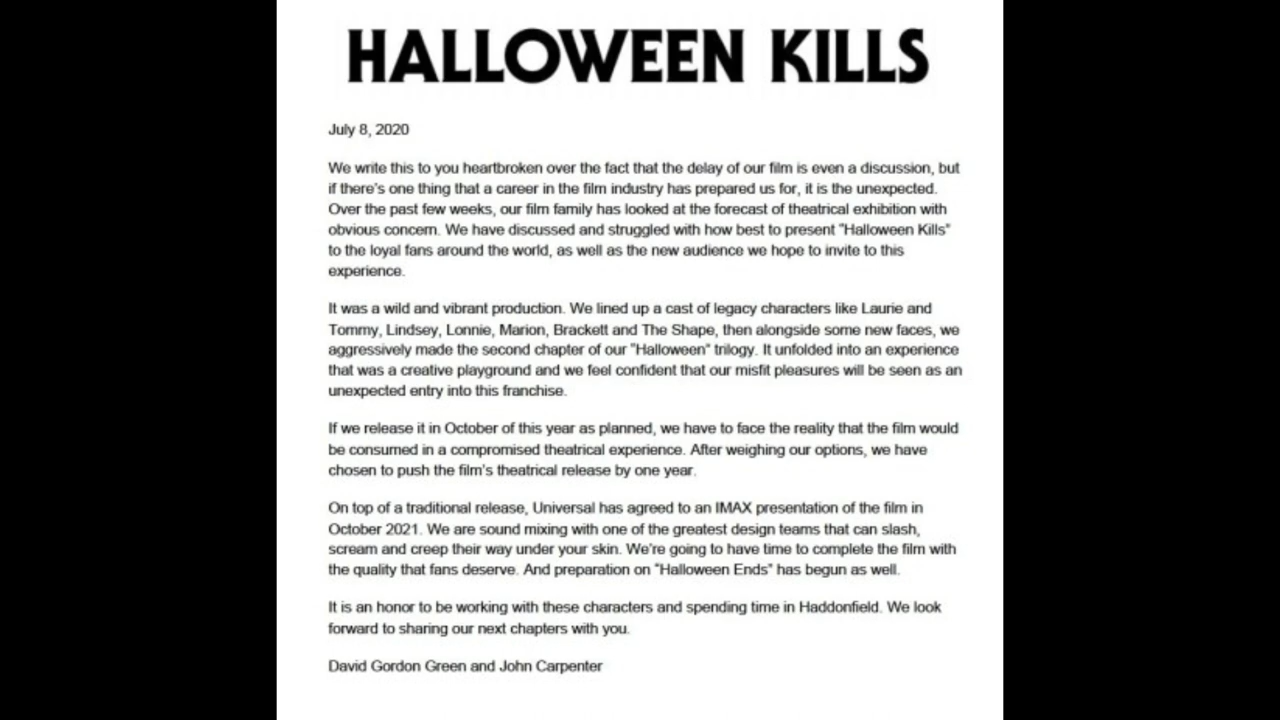 HALLOWEEN KILLS
July 8, 2020
We write this to you heartbroken over the fact that the delay of our film is even a discussion, but
if there's one thing that a career in the film industry has prepared us for, it is the unexpected.
Over the past few weeks, our film family has looked at the forecast of theatrical exhibition with
obvious concern. We have discussed and struggled with how best to present "Halloween Kills"
to the loyal fans around the world, as well as the new audience we hope to invite to this
experience.
It was a wild and vibrant production. We lined up a cast of legacy characters like Laurie and
Tommy, Lindsey, Lonnie, Marion, Brackett and The Shape, then alongside some new faces, we
aggressively made the second chapter of our "Halloween" trilogy. It unfolded into an experience
that was a creative playground and we feel confident that our misfit pleasures will be seen as an
unexpected entry into this franchise.
If we release it in October of this year as planned, we have to face the reality that the film would
be consumed in a compromised theatrical experience. After weighing our options, we have
chosen to push the film's theatrical release by one year.
On top of a traditional release, Universal has agreed to an IMAX presentation of the film in
October 2021. We are sound mixing with one of the greatest design teams that can slash,
scream and creep their way under your skin. We're going to have time to complete the film with
the quality that fans deserve. And preparation on "Halloween Ends" has begun as well.
It is an honor to be working with these characters and spending time in Haddonfield. We look
forward to sharing our next chapters with you.
David Gordon Green and John Carpenter